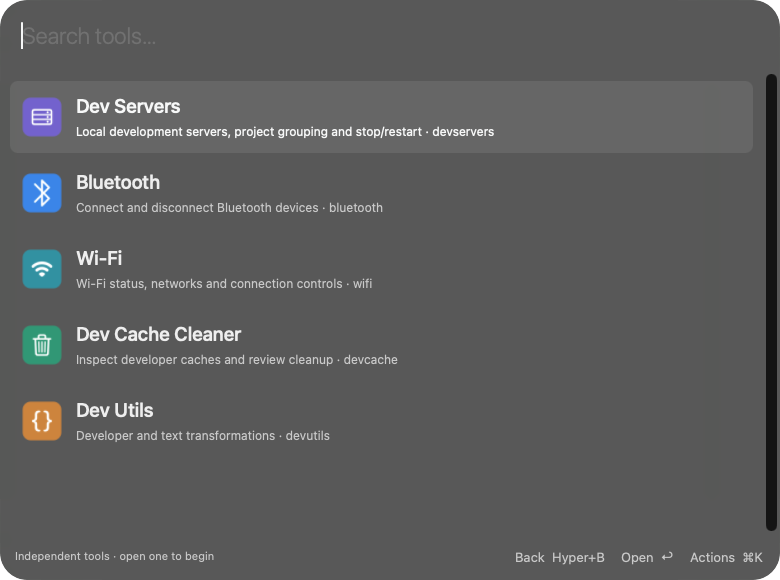 Search tools...
Dev Servers
Local development servers, project grouping and stop/restart · devservers
Bluetooth
Connect and disconnect Bluetooth devices · bluetooth
Wi-Fi
Wi-Fi status, networks and connection controls · wifi
Dev Cache Cleaner
Inspect developer caches and review cleanup · devcache
{}
Dev Utils
Developer and text transformations · devutils
Independent tools · open one to begin
Back Hyper+B Open ↩ Actions ⌘K